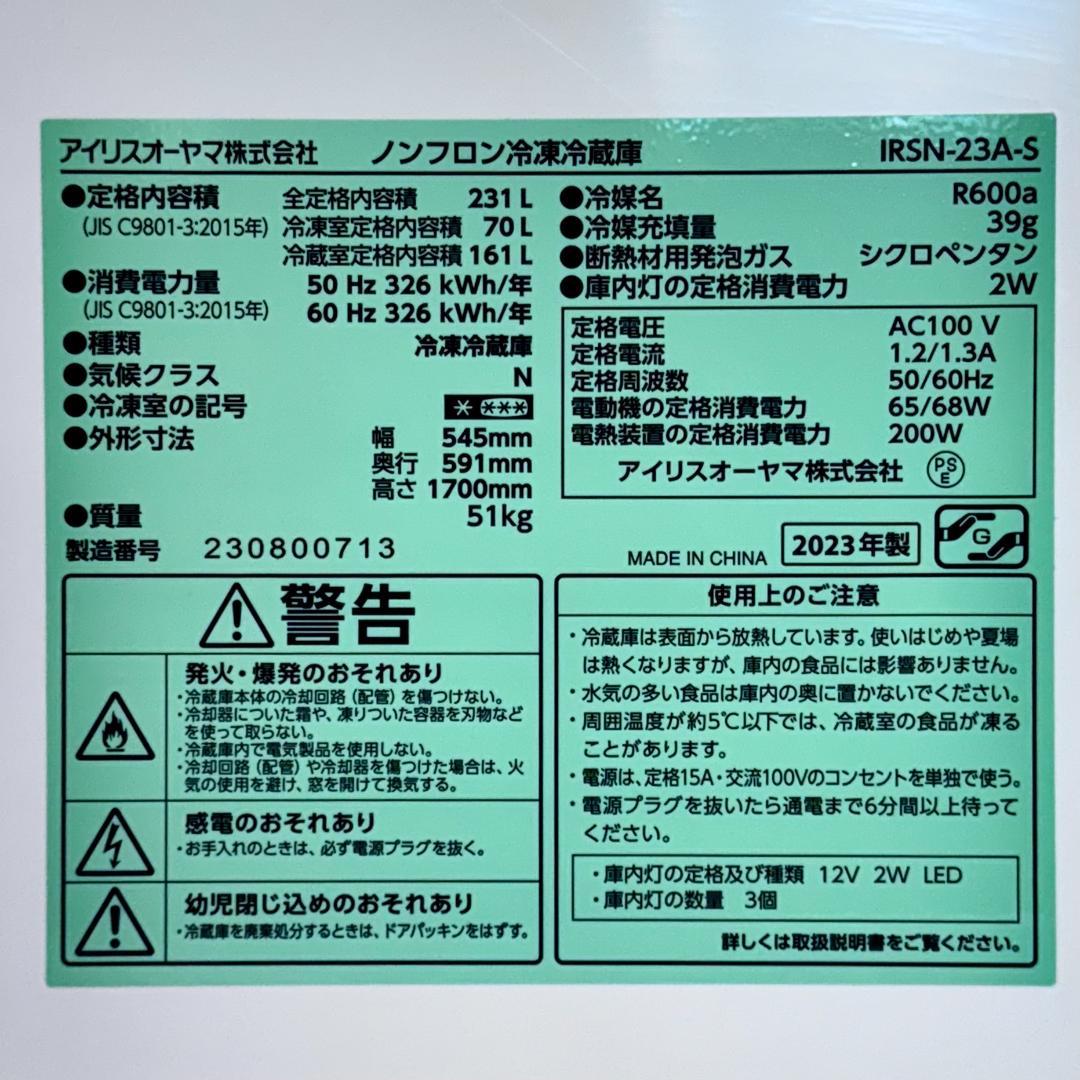 アイリスオーヤマ株式会社 ノンフロン冷凍冷蔵庫 IRSN-23A-S
●定格内容積 全定格内容積 231 L
(JIS C9801-3:2015年) 冷凍室定格内容積 70 L
冷蔵室定格内容積 161 L
●消費電力量 50 Hz 326 kWh/年
(JIS C9801-3:2015年) 60 Hz 326 kWh/年
●種類 冷凍冷蔵庫
●気候クラス N
●冷凍室の記号 * ***
●外形寸法 幅 545mm
奥行 591mm
高さ 1700mm
●質量 51kg
製造番号 230800713
●冷媒名 R600a
●冷媒充填量 39g
●断熱材用発泡ガス シクロペンタン
●庫内灯の定格消費電力 2W
定格電圧 AC100 V
定格電流 1.2/1.3A
定格周波数 50/60Hz
電動機の定格消費電力 65/68W
電熱装置の定格消費電力 200W
アイリスオーヤマ株式会社 PSE
MADE IN CHINA 2023年製 G
警告
発火・爆発のおそれあり
・冷蔵庫本体の冷却回路（配管）を傷つけない。
・冷却器についた霜や、凍りついた容器を刃物など
を使って取らない。
・冷蔵庫内で電気製品を使用しない。
・冷却回路（配管）や冷却器を傷つけた場合は、火
気の使用を避け、窓を開けて換気する。
感電のおそれあり
・お手入れのときは、必ず電源プラグを抜く。
幼児閉じ込めのおそれあり
・冷蔵庫を廃棄処分するときは、ドアパッキンをはずす。
使用上のご注意
・冷蔵庫は表面から放熱しています。使いはじめや夏場
は熱くなりますが、庫内の食品には影響ありません。
・水気の多い食品は庫内の奥に置かないでください。
・周囲温度が約5℃以下では、冷蔵室の食品が凍る
ことがあります。
・電源は、定格15A・交流100Vのコンセントを単独で使う。
・電源プラグを抜いたら通電まで6分間以上待って
ください。
・庫内灯の定格及び種類 12V 2W LED
・庫内灯の数量 3個
詳しくは取扱説明書をご覧ください。